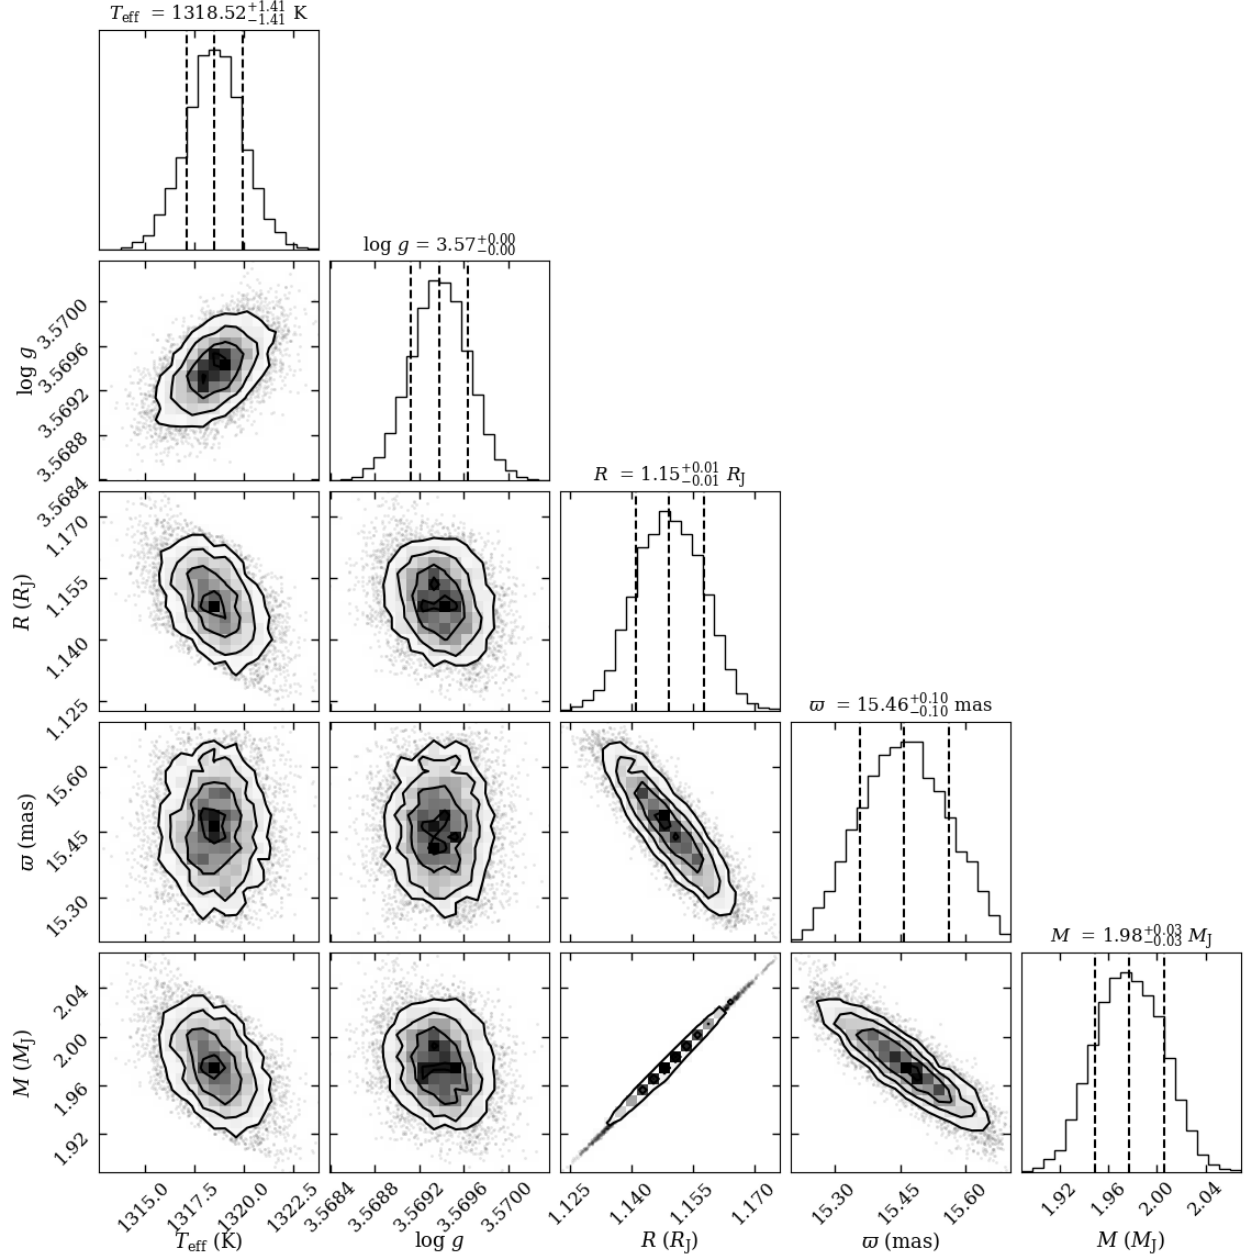 T_eff = 1318.52^{+1.41}_{-1.41} K
log g = 3.57^{+0.00}_{-0.00}
3.5700
3.5696
3.5692
3.5688
3.5684
log g
R = 1.15^{+0.01}_{-0.01} R_J
1.170
1.155
1.140
1.125
R (R_J)
ϖ = 15.46^{+0.10}_{-0.10} mas
15.60
15.45
15.30
ϖ (mas)
M = 1.98^{+0.03}_{-0.03} M_J
2.04
2.00
1.96
1.92
M (M_J)
1315.0 1317.5 1320.0 1322.5
3.5684 3.5688 3.5692 3.5696 3.5700
1.125 1.140 1.155 1.170
15.30 15.45 15.60
1.92 1.96 2.00 2.04
T_eff (K) log g R (R_J) ϖ (mas) M (M_J)